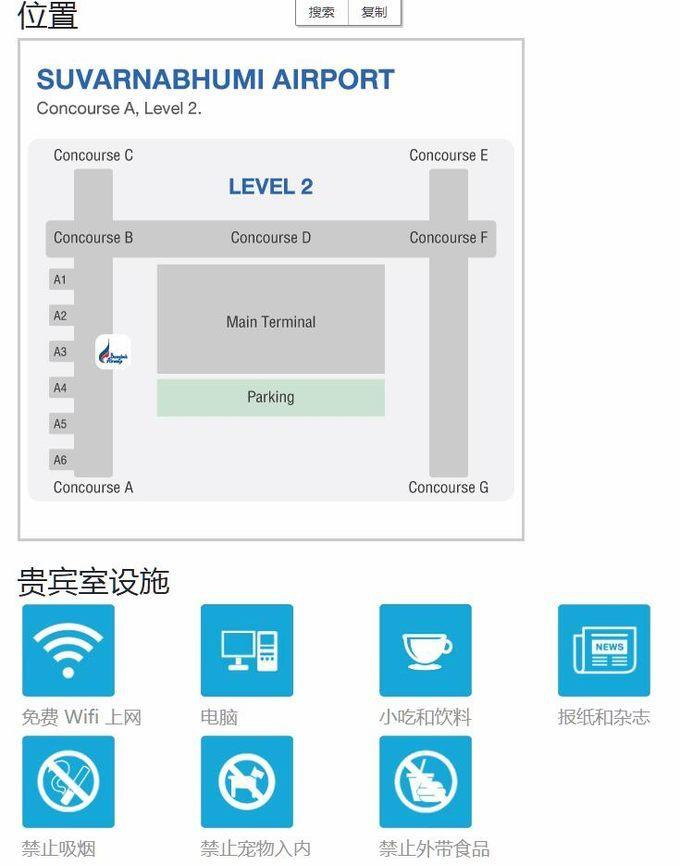 位置
搜索 复制
SUVARNABHUMI AIRPORT
Concourse A, Level 2.
Concourse C
Concourse E
LEVEL 2
Concourse B
Concourse D
Concourse F
A1
A2
Main Terminal
A3
A4
Parking
A5
A6
Concourse A
Concourse G
贵宾室设施
NEWS
免费 Wifi 上网
电脑
小吃和饮料
报纸和杂志
禁止吸烟
禁止宠物入内
禁止外带食品